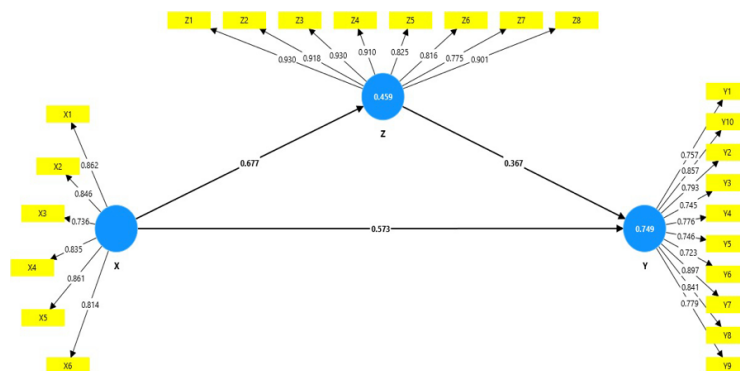 Z1 Z2 Z3 Z4 Z5 Z6 Z7 Z8
0.930 0.918 0.930 0.910 0.825 0.816 0.775 0.901
0.459
Z
X1
X2
X3
X4
X5
X6
0.862
0.846
0.736
0.835
0.861
0.814
X
0.677
0.367
0.573
0.749
Y
0.757
0.857
0.793
0.745
0.776
0.746
0.723
0.897
0.841
0.779
Y1
Y10
Y2
Y3
Y4
Y5
Y6
Y7
Y8
Y9